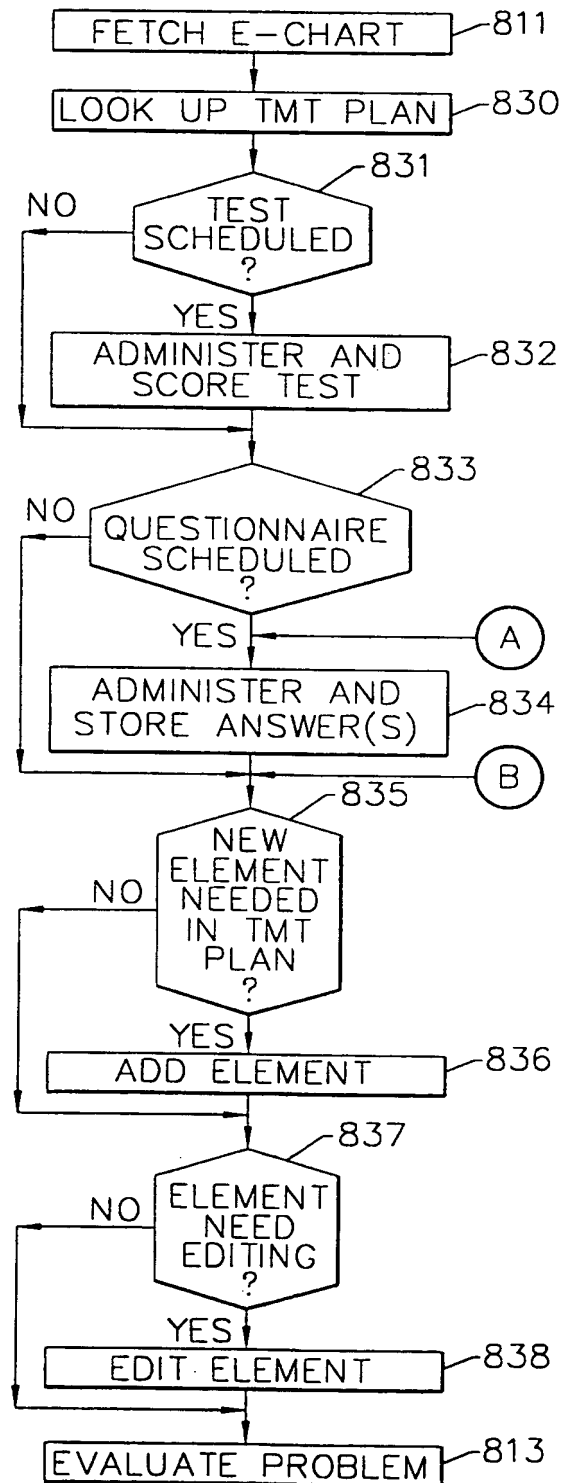 FETCH E-CHART 811
LOOK UP TMT PLAN 830
831
NO
TEST
SCHEDULED
?
YES
ADMINISTER AND
SCORE TEST
832
833
NO
QUESTIONNAIRE
SCHEDULED
?
YES
A
ADMINISTER AND
STORE ANSWER(S)
834
B
835
NEW
ELEMENT
NEEDED
IN TMT
PLAN
?
NO
YES
ADD ELEMENT 836
837
NO
ELEMENT
NEED
EDITING
?
YES
EDIT ELEMENT 838
EVALUATE PROBLEM 813